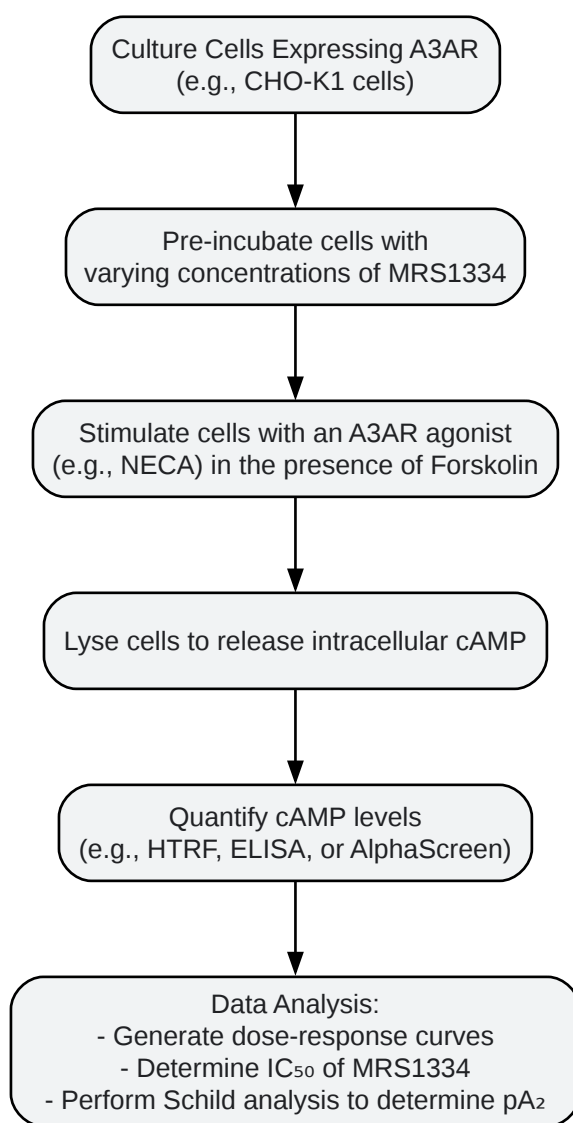 Culture Cells Expressing A3AR
(e.g., CHO-K1 cells)
Pre-incubate cells with
varying concentrations of MRS1334
Stimulate cells with an A3AR agonist
(e.g., NECA) in the presence of Forskolin
Lyse cells to release intracellular cAMP
Quantify cAMP levels
(e.g., HTRF, ELISA, or AlphaScreen)
Data Analysis:
- Generate dose-response curves
- Determine IC₅₀ of MRS1334
- Perform Schild analysis to determine pA₂